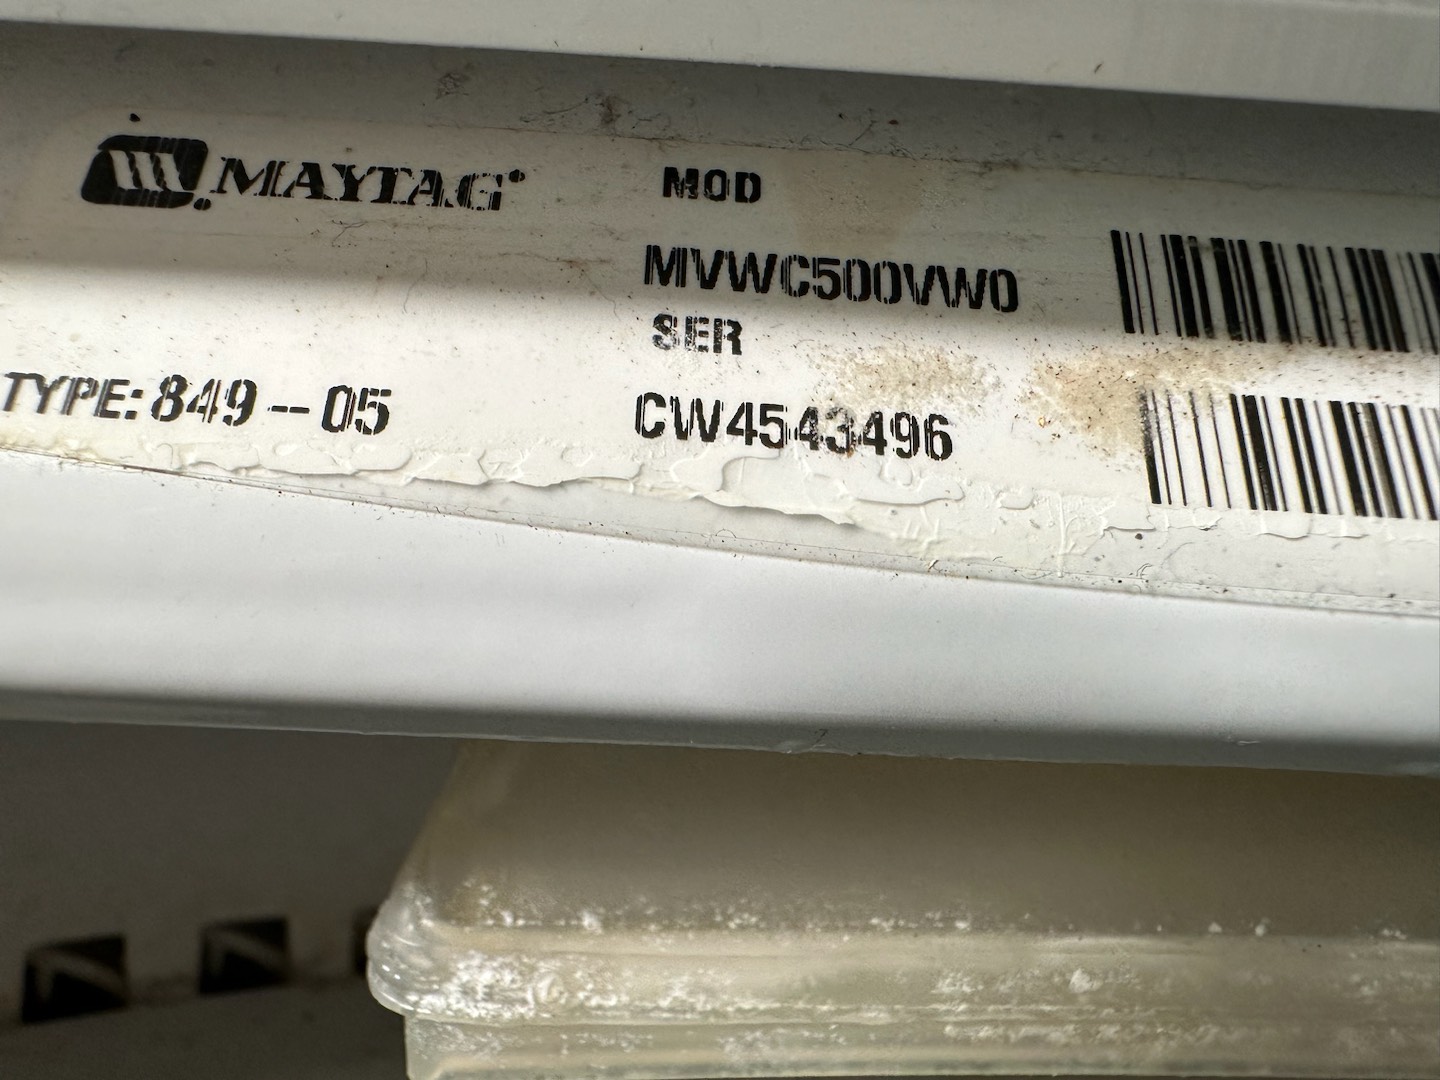 MAYTAG
MOD
MVWC500VW0
SER
TYPE: 849 -- 05
CW4543496